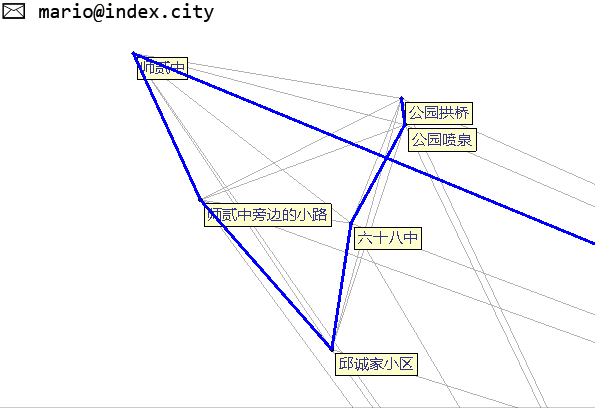 mario@index.city
师贰中
公园拱桥
公园喷泉
师贰中旁边的小路
六十八中
邱诚家小区